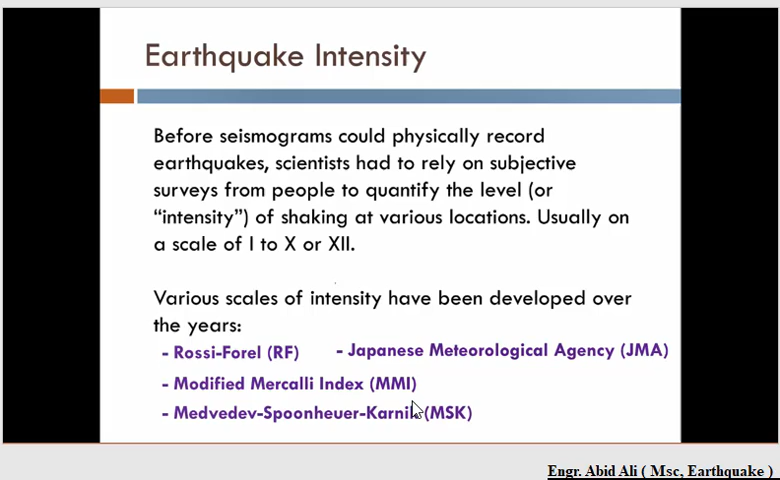 Earthquake Intensity
Before seismograms could physically record
earthquakes, scientists had to rely on subjective
surveys from people to quantify the level (or
“intensity”) of shaking at various locations. Usually on
a scale of I to X or XII.
Various scales of intensity have been developed over
the years:
- Rossi-Forel (RF) - Japanese Meteorological Agency (JMA)
- Modified Mercalli Index (MMI)
- Medvedev-Spoonheuer-Karnik (MSK)
Engr. Abid Ali ( Msc, Earthquake )